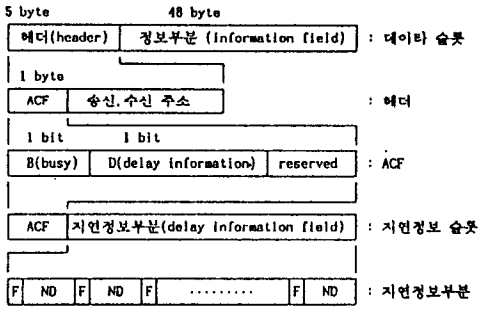 5 byte 48 byte
헤더(header) 정보부분 (information field) : 데이타 슬롯
1 byte
ACF 송신.수신 주소 : 헤더
1 bit 1 bit
B(busy) D(delay information) reserved : ACF
ACF 지연정보부분(delay information field) : 지연정보 슬롯
F ND F ND F ········· F ND : 지연정보부분